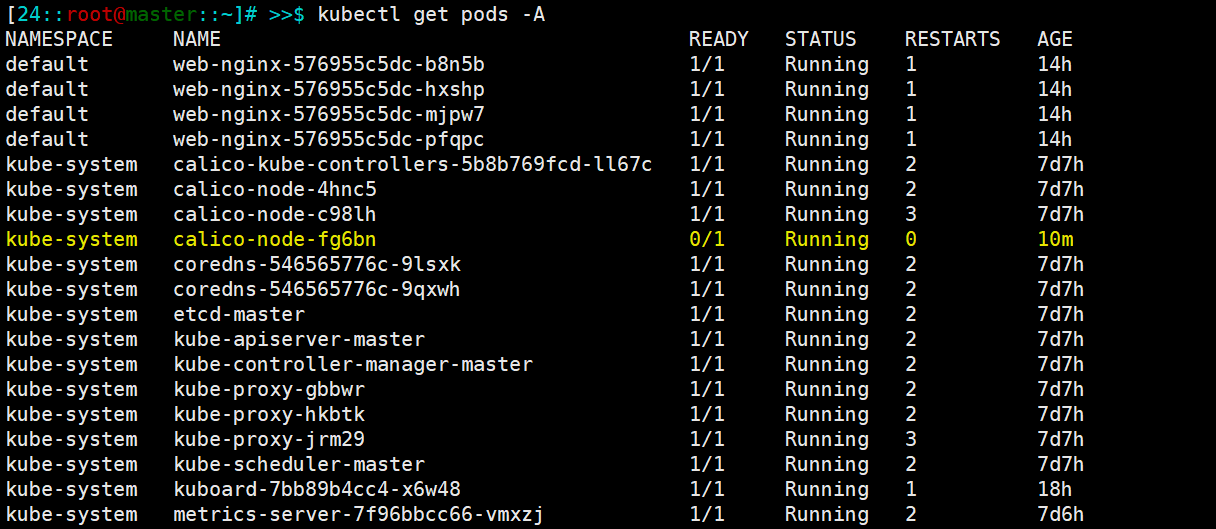 [24::root@master::~]# >>$ kubectl get pods -A
NAMESPACE NAME READY STATUS RESTARTS AGE
default web-nginx-576955c5dc-b8n5b 1/1 Running 1 14h
default web-nginx-576955c5dc-hxshp 1/1 Running 1 14h
default web-nginx-576955c5dc-mjpw7 1/1 Running 1 14h
default web-nginx-576955c5dc-pfqpc 1/1 Running 1 14h
kube-system calico-kube-controllers-5b8b769fcd-ll67c 1/1 Running 2 7d7h
kube-system calico-node-4hnc5 1/1 Running 2 7d7h
kube-system calico-node-c98lh 1/1 Running 3 7d7h
kube-system calico-node-fg6bn 0/1 Running 0 10m
kube-system coredns-546565776c-9lsxk 1/1 Running 2 7d7h
kube-system coredns-546565776c-9qxwh 1/1 Running 2 7d7h
kube-system etcd-master 1/1 Running 2 7d7h
kube-system kube-apiserver-master 1/1 Running 2 7d7h
kube-system kube-controller-manager-master 1/1 Running 2 7d7h
kube-system kube-proxy-gbbwr 1/1 Running 2 7d7h
kube-system kube-proxy-hkbtk 1/1 Running 2 7d7h
kube-system kube-proxy-jrm29 1/1 Running 3 7d7h
kube-system kube-scheduler-master 1/1 Running 2 7d7h
kube-system kuboard-7bb89b4cc4-x6w48 1/1 Running 1 18h
kube-system metrics-server-7f96bbcc66-vmxzj 1/1 Running 2 7d6h